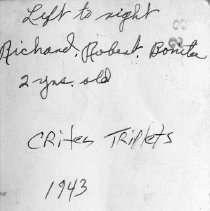 Left to right
Richard, Robert, Bonita
2 yrs. old
Crites Triplets
1943